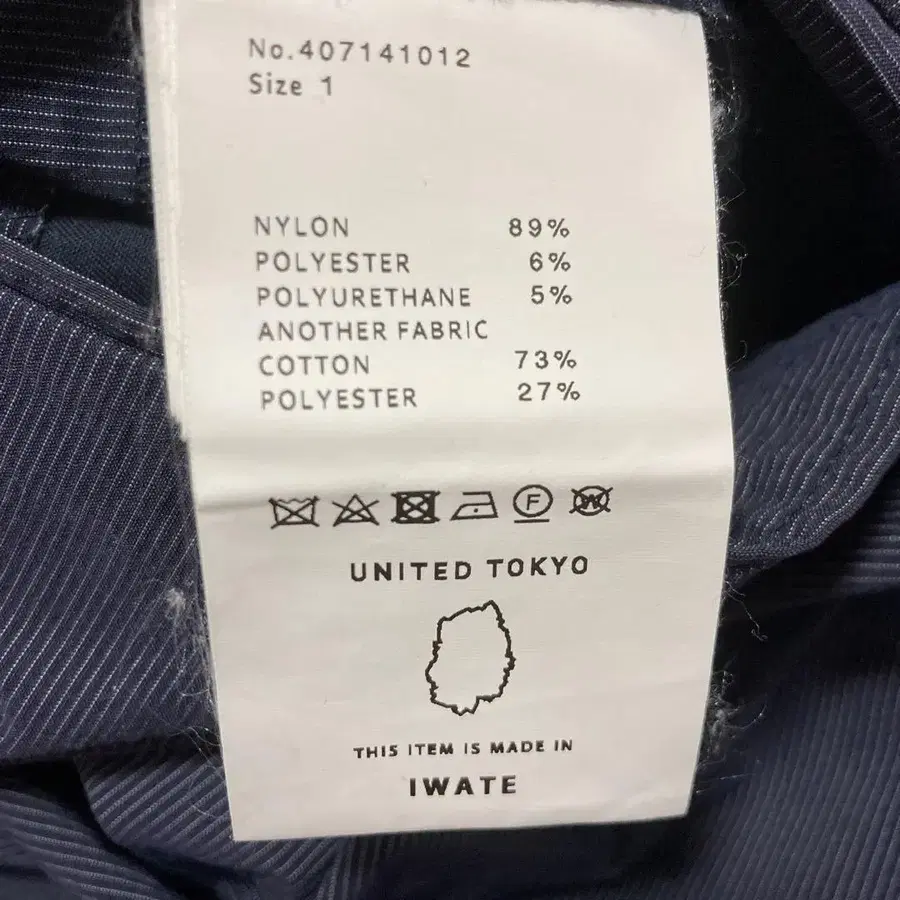 No.407141012
Size 1
NYLON 89%
POLYESTER 6%
POLYURETHANE 5%
ANOTHER FABRIC
COTTON 73%
POLYESTER 27%
F W
UNITED TOKYO
THIS ITEM IS MADE IN
IWATE